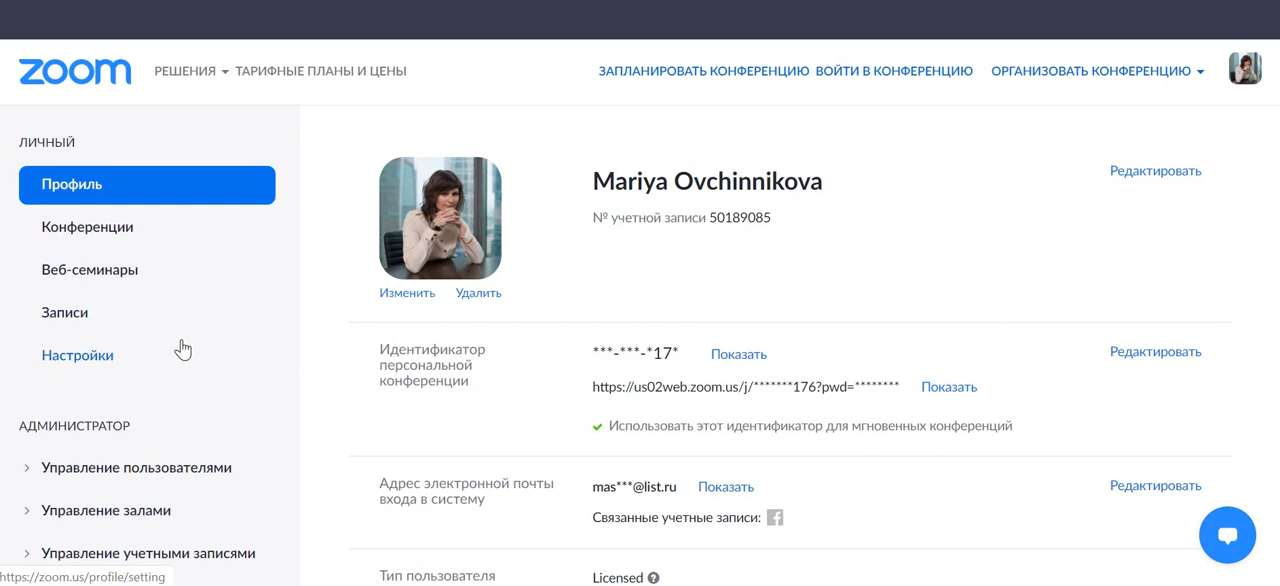 zoom
РЕШЕНИЯ ТАРИФНЫЕ ПЛАНЫ И ЦЕНЫ ЗАПЛАНИРОВАТЬ КОНФЕРЕНЦИЮ ВОЙТИ В КОНФЕРЕНЦИЮ ОРГАНИЗОВАТЬ КОНФЕРЕНЦИЮ
ЛИЧНЫЙ
Профиль
Конференции
Веб-семинары
Записи
Настройки
АДМИНИСТРАТОР
Управление пользователями
Управление залами
Управление учетными записями
https://zoom.us/profile/setting
Mariya Ovchinnikova
Редактировать
№ учетной записи 50189085
Изменить Удалить
Идентификатор
персональной
конференции
***-***-*17* Показать
Редактировать
https://us02web.zoom.us/j/*******176?pwd=******** Показать
Использовать этот идентификатор для мгновенных конференций
Адрес электронной почты
входа в систему
mas***@list.ru Показать
Редактировать
Связанные учетные записи:
Тип пользователя
Licensed